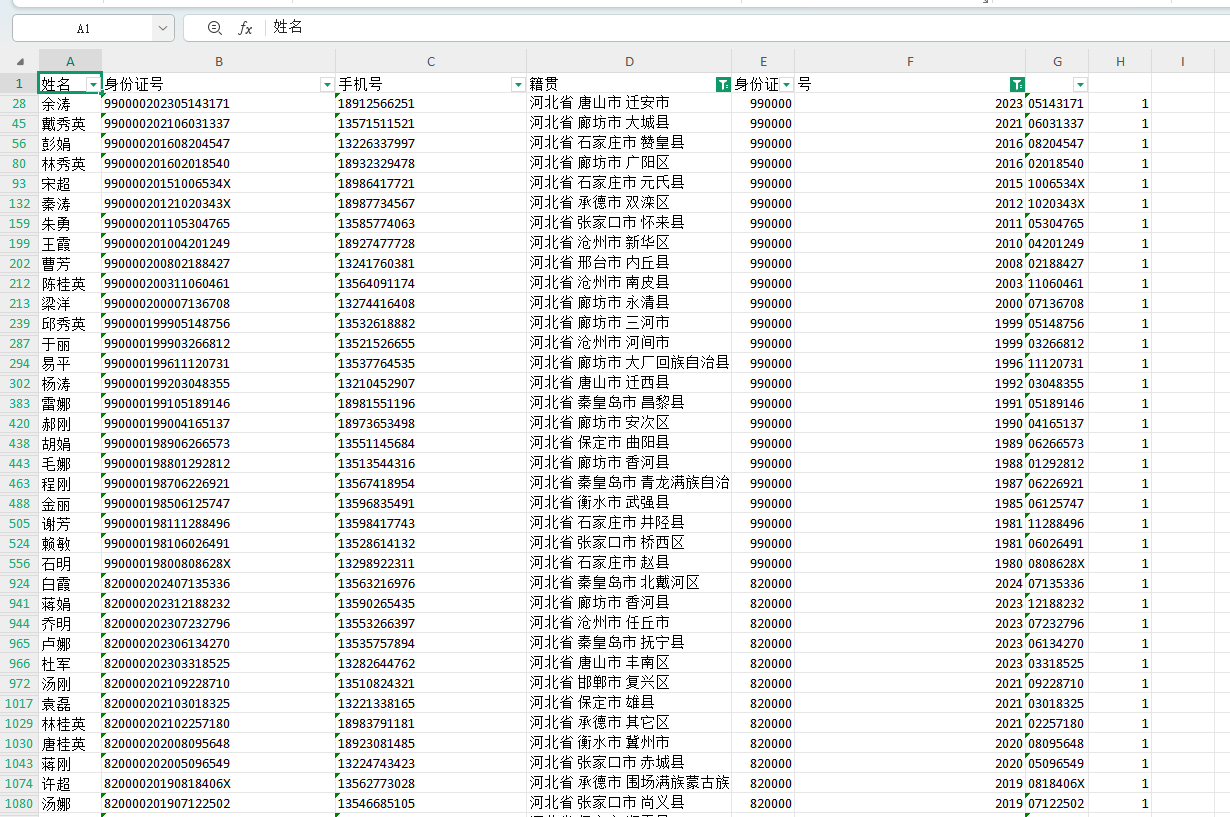 A1 fx 姓名
A B C D E F G H I
1 姓名 身份证号 手机号 籍贯 身份证 号
28 余涛 990000202305143171 18912566251 河北省 唐山市 迁安市 990000 2023 05143171 1
45 戴秀英 990000202106031337 13571511521 河北省 廊坊市 大城县 990000 2021 06031337 1
56 彭娟 990000201608204547 13226337997 河北省 石家庄市 赞皇县 990000 2016 08204547 1
80 林秀英 990000201602018540 18932329478 河北省 廊坊市 广阳区 990000 2016 02018540 1
93 宋超 99000020151006534X 18986417721 河北省 石家庄市 元氏县 990000 2015 1006534X 1
132 秦涛 99000020121020343X 18987734567 河北省 承德市 双滦区 990000 2012 1020343X 1
159 朱勇 990000201105304765 13585774063 河北省 张家口市 怀来县 990000 2011 05304765 1
199 王霞 990000201004201249 18927477728 河北省 沧州市 新华区 990000 2010 04201249 1
202 曹芳 990000200802188427 13241760381 河北省 邢台市 内丘县 990000 2008 02188427 1
212 陈桂英 990000200311060461 13564091174 河北省 沧州市 南皮县 990000 2003 11060461 1
213 梁洋 990000200007136708 13274416408 河北省 廊坊市 永清县 990000 2000 07136708 1
239 邱秀英 990000199905148756 13532618882 河北省 廊坊市 三河市 990000 1999 05148756 1
287 于丽 990000199903266812 13521526655 河北省 沧州市 河间市 990000 1999 03266812 1
294 易平 990000199611120731 13537764535 河北省 廊坊市 大厂回族自治县 990000 1996 11120731 1
302 杨涛 990000199203048355 13210452907 河北省 唐山市 迁西县 990000 1992 03048355 1
383 雷娜 990000199105189146 18981551196 河北省 秦皇岛市 昌黎县 990000 1991 05189146 1
420 郝刚 990000199004165137 18973653498 河北省 廊坊市 安次区 990000 1990 04165137 1
438 胡娟 990000198906266573 13551145684 河北省 保定市 曲阳县 990000 1989 06266573 1
443 毛娜 990000198801292812 13513544316 河北省 廊坊市 香河县 990000 1988 01292812 1
463 程刚 990000198706226921 13567418954 河北省 秦皇岛市 青龙满族自治 990000 1987 06226921 1
488 金丽 990000198506125747 13596835491 河北省 衡水市 武强县 990000 1985 06125747 1
505 谢芳 990000198111288496 13598417743 河北省 石家庄市 井陉县 990000 1981 11288496 1
524 赖敏 990000198106026491 13528614132 河北省 张家口市 桥西区 990000 1981 06026491 1
556 石明 99000019800808628X 13298922311 河北省 石家庄市 赵县 990000 1980 0808628X 1
924 白霞 820000202407135336 13563216976 河北省 秦皇岛市 北戴河区 820000 2024 07135336 1
941 蒋娟 820000202312188232 13590265435 河北省 廊坊市 香河县 820000 2023 12188232 1
944 乔明 820000202307232796 13553266397 河北省 沧州市 任丘市 820000 2023 07232796 1
965 卢娜 820000202306134270 13535757894 河北省 秦皇岛市 抚宁县 820000 2023 06134270 1
966 杜军 820000202303318525 13282644762 河北省 唐山市 丰南区 820000 2023 03318525 1
972 汤刚 820000202109228710 13510824321 河北省 邯郸市 复兴区 820000 2021 09228710 1
1017 袁磊 820000202103018325 13221338165 河北省 保定市 雄县 820000 2021 03018325 1
1029 林桂英 820000202102257180 18983791181 河北省 承德市 其它区 820000 2021 02257180 1
1030 唐桂英 820000202008095648 18923081485 河北省 衡水市 冀州市 820000 2020 08095648 1
1043 蒋刚 820000202005096549 13224743423 河北省 张家口市 赤城县 820000 2020 05096549 1
1074 许超 82000020190818406X 13562773028 河北省 承德市 围场满族蒙古族 820000 2019 0818406X 1
1080 汤娜 820000201907122502 13546685105 河北省 张家口市 尚义县 820000 2019 07122502 1